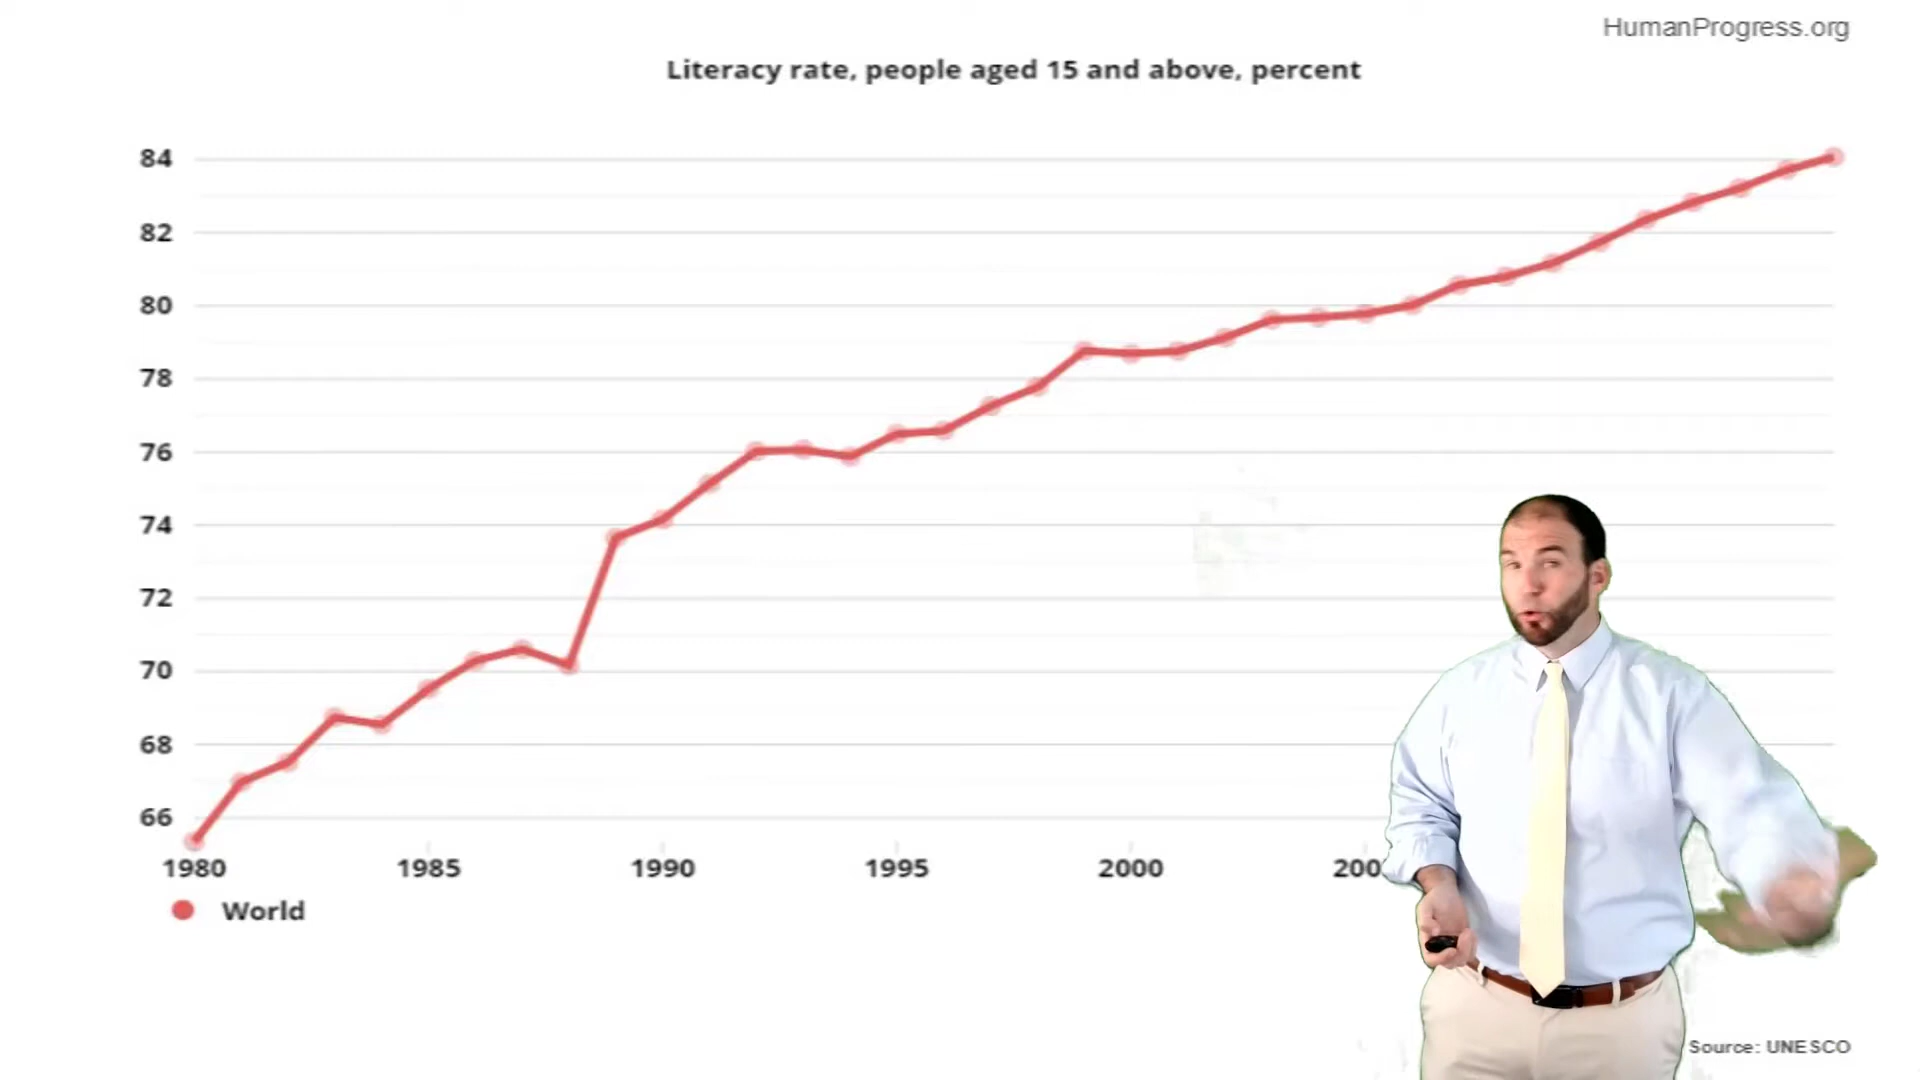 HumanProgress.org
Literacy rate, people aged 15 and above, percent
84
82
80
78
76
74
72
70
68
66
1980 1985 1990 1995 2000 200
World
Source: UNESCO